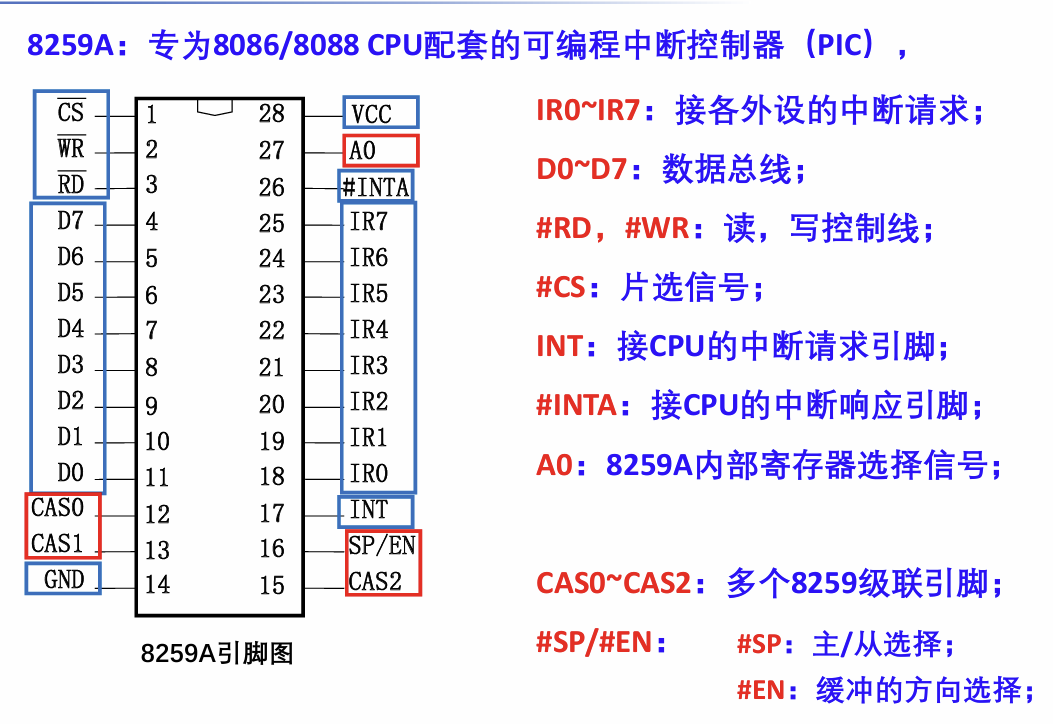 8259A：专为8086/8088 CPU配套的可编程中断控制器（PIC），
CS 1 28 VCC
WR 2 27 A0
RD 3 26 #INTA
D7 4 25 IR7
D6 5 24 IR6
D5 6 23 IR5
D4 7 22 IR4
D3 8 21 IR3
D2 9 20 IR2
D1 10 19 IR1
D0 11 18 IR0
CAS0 12 17 INT
CAS1 13 16 SP/EN
GND 14 15 CAS2
8259A引脚图
IR0~IR7：接各外设的中断请求；
D0~D7：数据总线；
#RD，#WR：读，写控制线；
#CS：片选信号；
INT：接CPU的中断请求引脚；
#INTA：接CPU的中断响应引脚；
A0：8259A内部寄存器选择信号；
CAS0~CAS2：多个8259级联引脚；
#SP/#EN： #SP：主/从选择；
#EN：缓冲的方向选择；